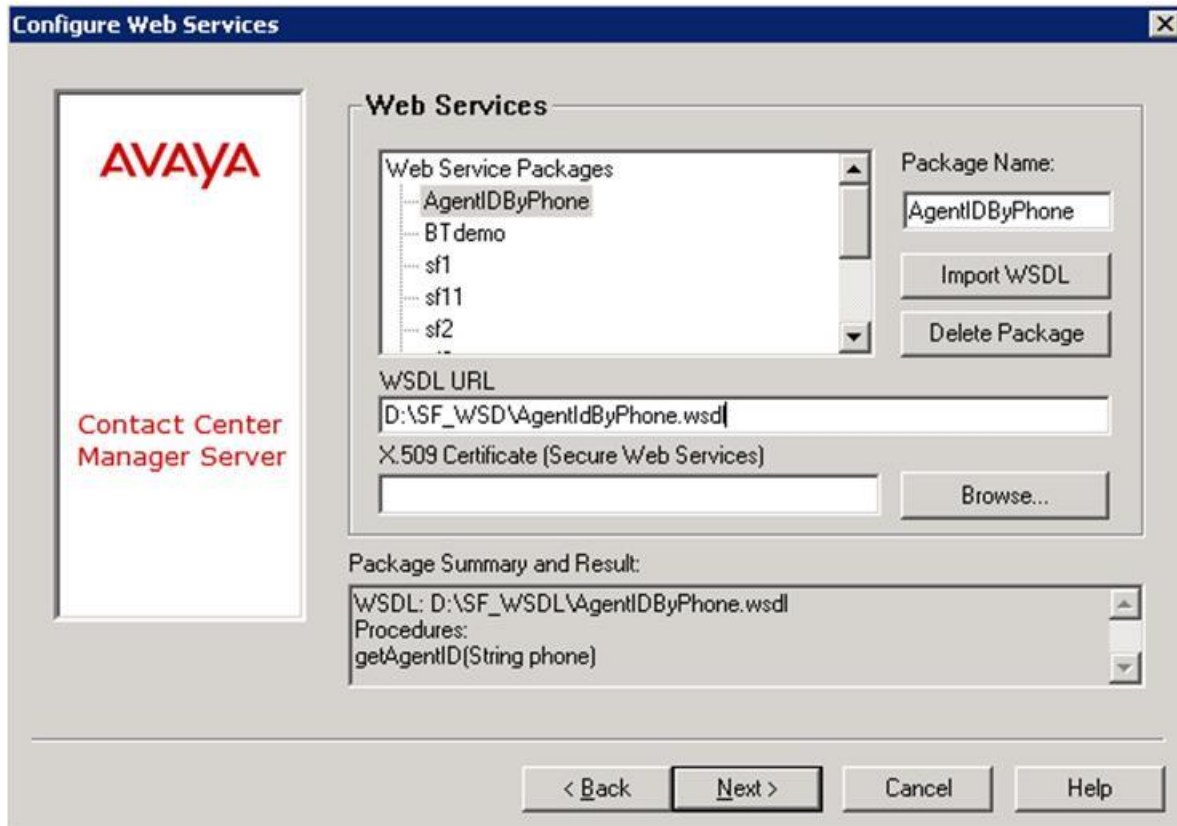 Configure Web Services
AVAYA
Contact Center
Manager Server
Web Services
Web Service Packages
AgentIDByPhone
BTdemo
sf1
sf11
sf2
Package Name:
AgentIDByPhone
Import WSDL
Delete Package
WSDL URL
D:\SF_WSD\AgentIdByPhone.wsdl
X.509 Certificate (Secure Web Services)
Browse...
Package Summary and Result:
WSDL: D:\SF_WSDL\AgentIDByPhone.wsdl
Procedures:
getAgentID(String phone)
< Back
Next >
Cancel
Help